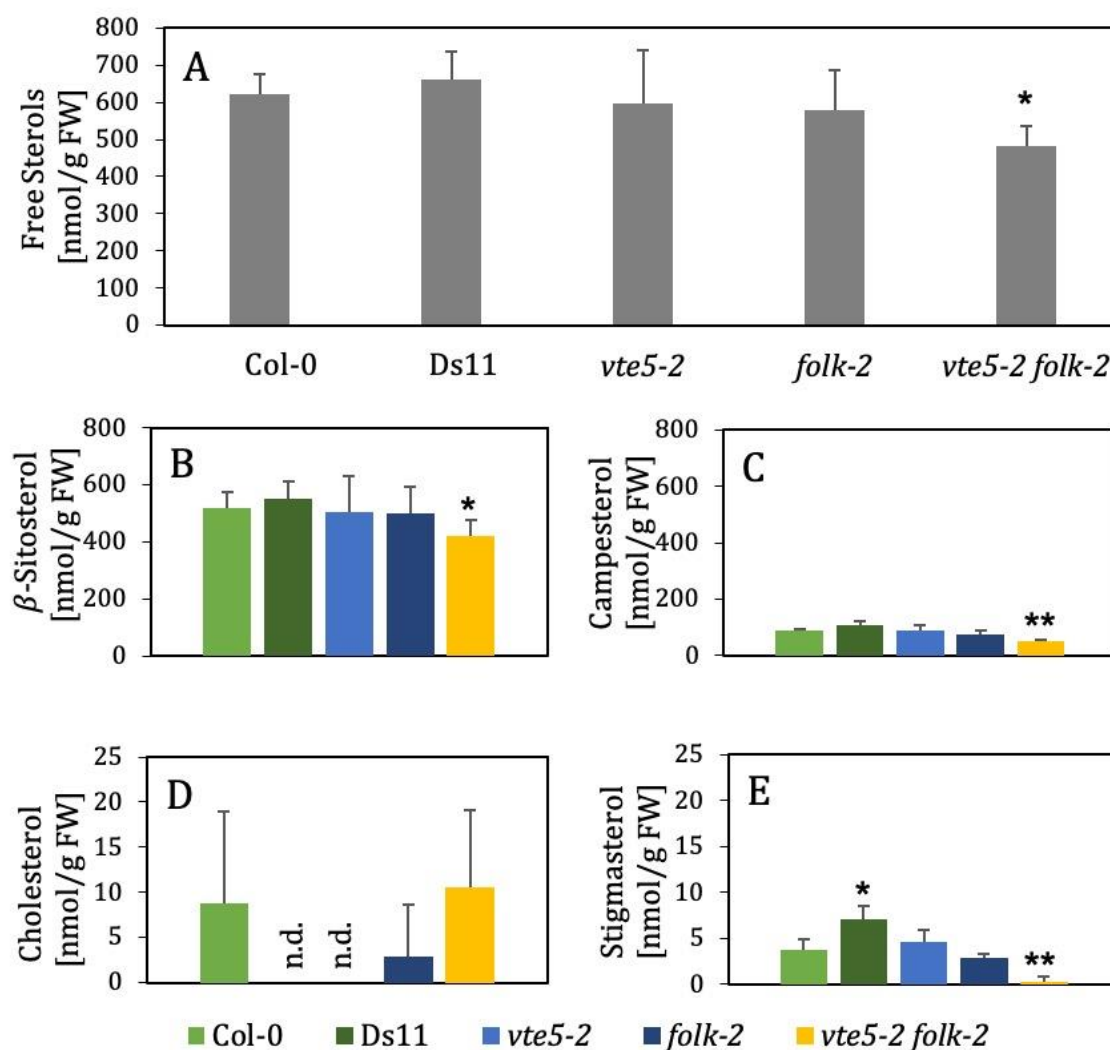 A
Free Sterols
[nmol/g FW]
800
700
600
500
400
300
200
100
0
*
Col-0 Ds11 vte5-2 folk-2 vte5-2 folk-2
B
β-Sitosterol
[nmol/g FW]
800
600
400
200
0
*
C
Campesterol
[nmol/g FW]
800
600
400
200
0
**
D
Cholesterol
[nmol/g FW]
25
20
15
10
5
0
n.d.
n.d.
E
Stigmasterol
[nmol/g FW]
25
20
15
10
5
0
*
**
Col-0 Ds11 vte5-2 folk-2 vte5-2 folk-2